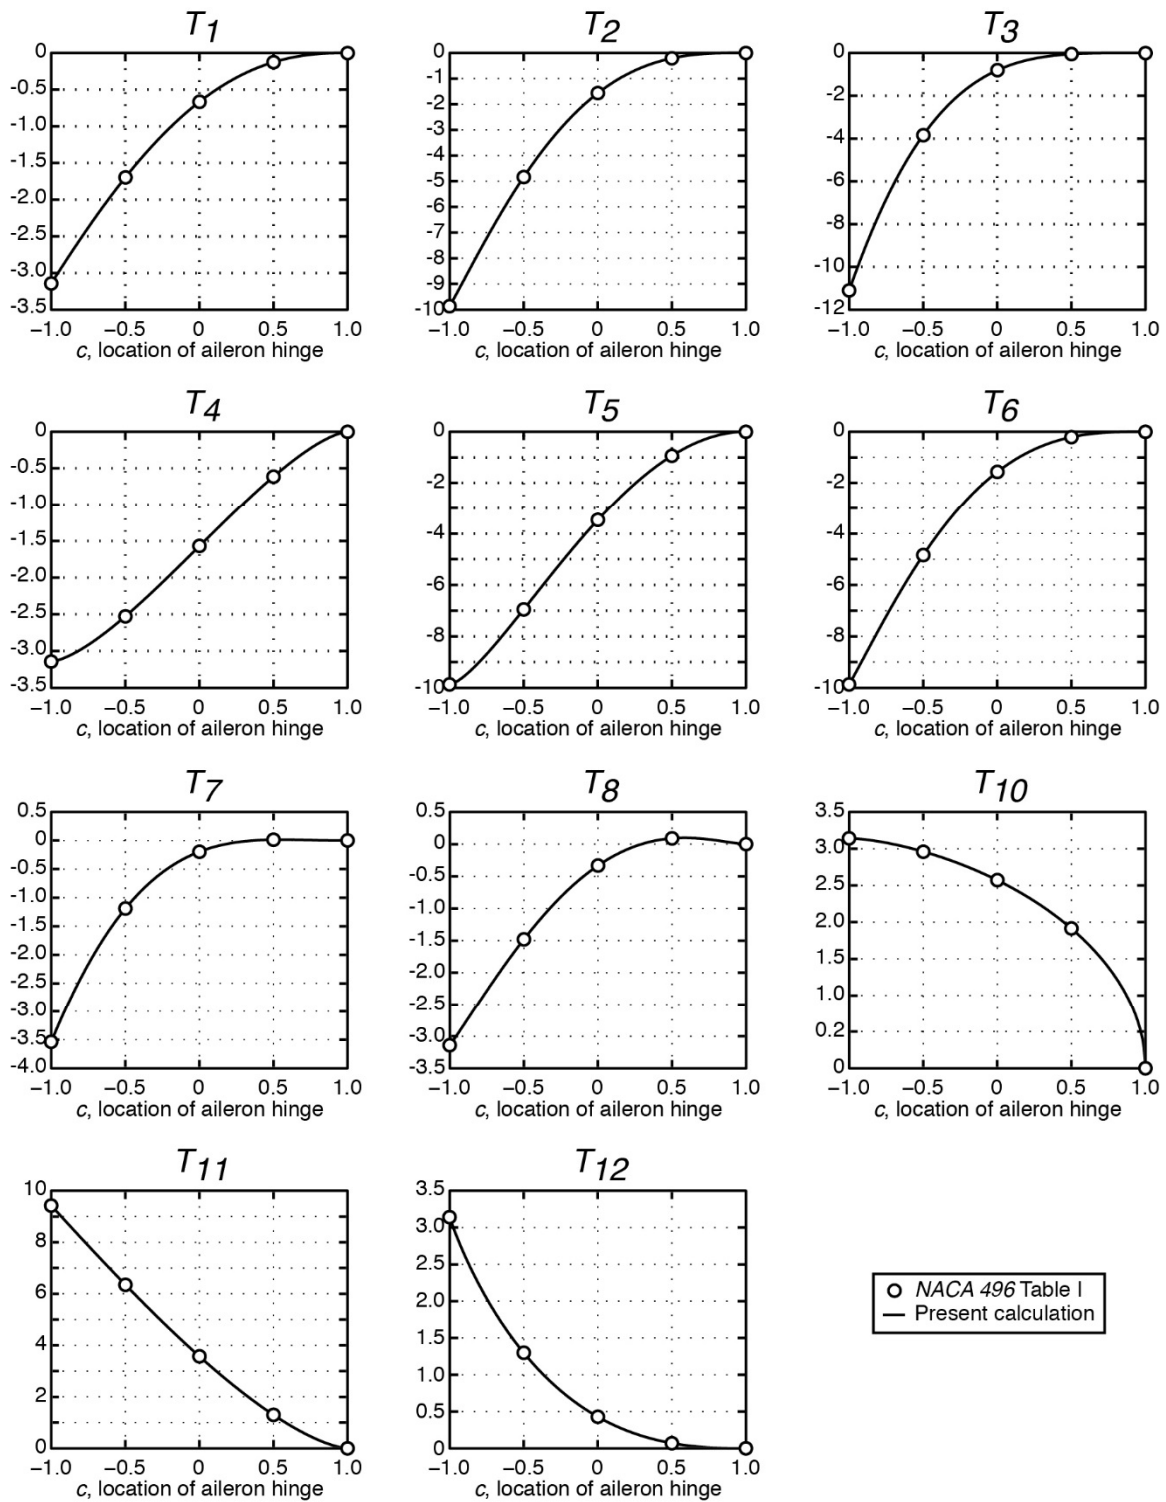 T1
0
-0.5
-1.0
-1.5
-2.0
-2.5
-3.0
-3.5
−1.0 −0.5 0 0.5 1.0
c, location of aileron hinge
T2
0
-1
-2
-3
-4
-5
-6
-7
-8
-9
-10
−1.0 −0.5 0 0.5 1.0
c, location of aileron hinge
T3
0
-2
-4
-6
-8
-10
-12
−1.0 −0.5 0 0.5 1.0
c, location of aileron hinge
T4
0
-0.5
-1.0
-1.5
-2.0
-2.5
-3.0
-3.5
−1.0 −0.5 0 0.5 1.0
c, location of aileron hinge
T5
0
-2
-4
-6
-8
-10
−1.0 −0.5 0 0.5 1.0
c, location of aileron hinge
T6
0
-2
-4
-6
-8
-10
−1.0 −0.5 0 0.5 1.0
c, location of aileron hinge
T7
0.5
0
-0.5
-1.0
-1.5
-2.0
-2.5
-3.0
-3.5
-4.0
−1.0 −0.5 0 0.5 1.0
c, location of aileron hinge
T8
0.5
0
-0.5
-1.0
-1.5
-2.0
-2.5
-3.0
-3.5
−1.0 −0.5 0 0.5 1.0
c, location of aileron hinge
T10
3.5
3.0
2.5
2.0
1.5
1.0
0.2
0
−1.0 −0.5 0 0.5 1.0
c, location of aileron hinge
T11
10
8
6
4
2
0
−1.0 −0.5 0 0.5 1.0
c, location of aileron hinge
T12
3.5
3.0
2.5
2.0
1.5
1.0
0.5
0
−1.0 −0.5 0 0.5 1.0
c, location of aileron hinge
NACA 496 Table I
Present calculation